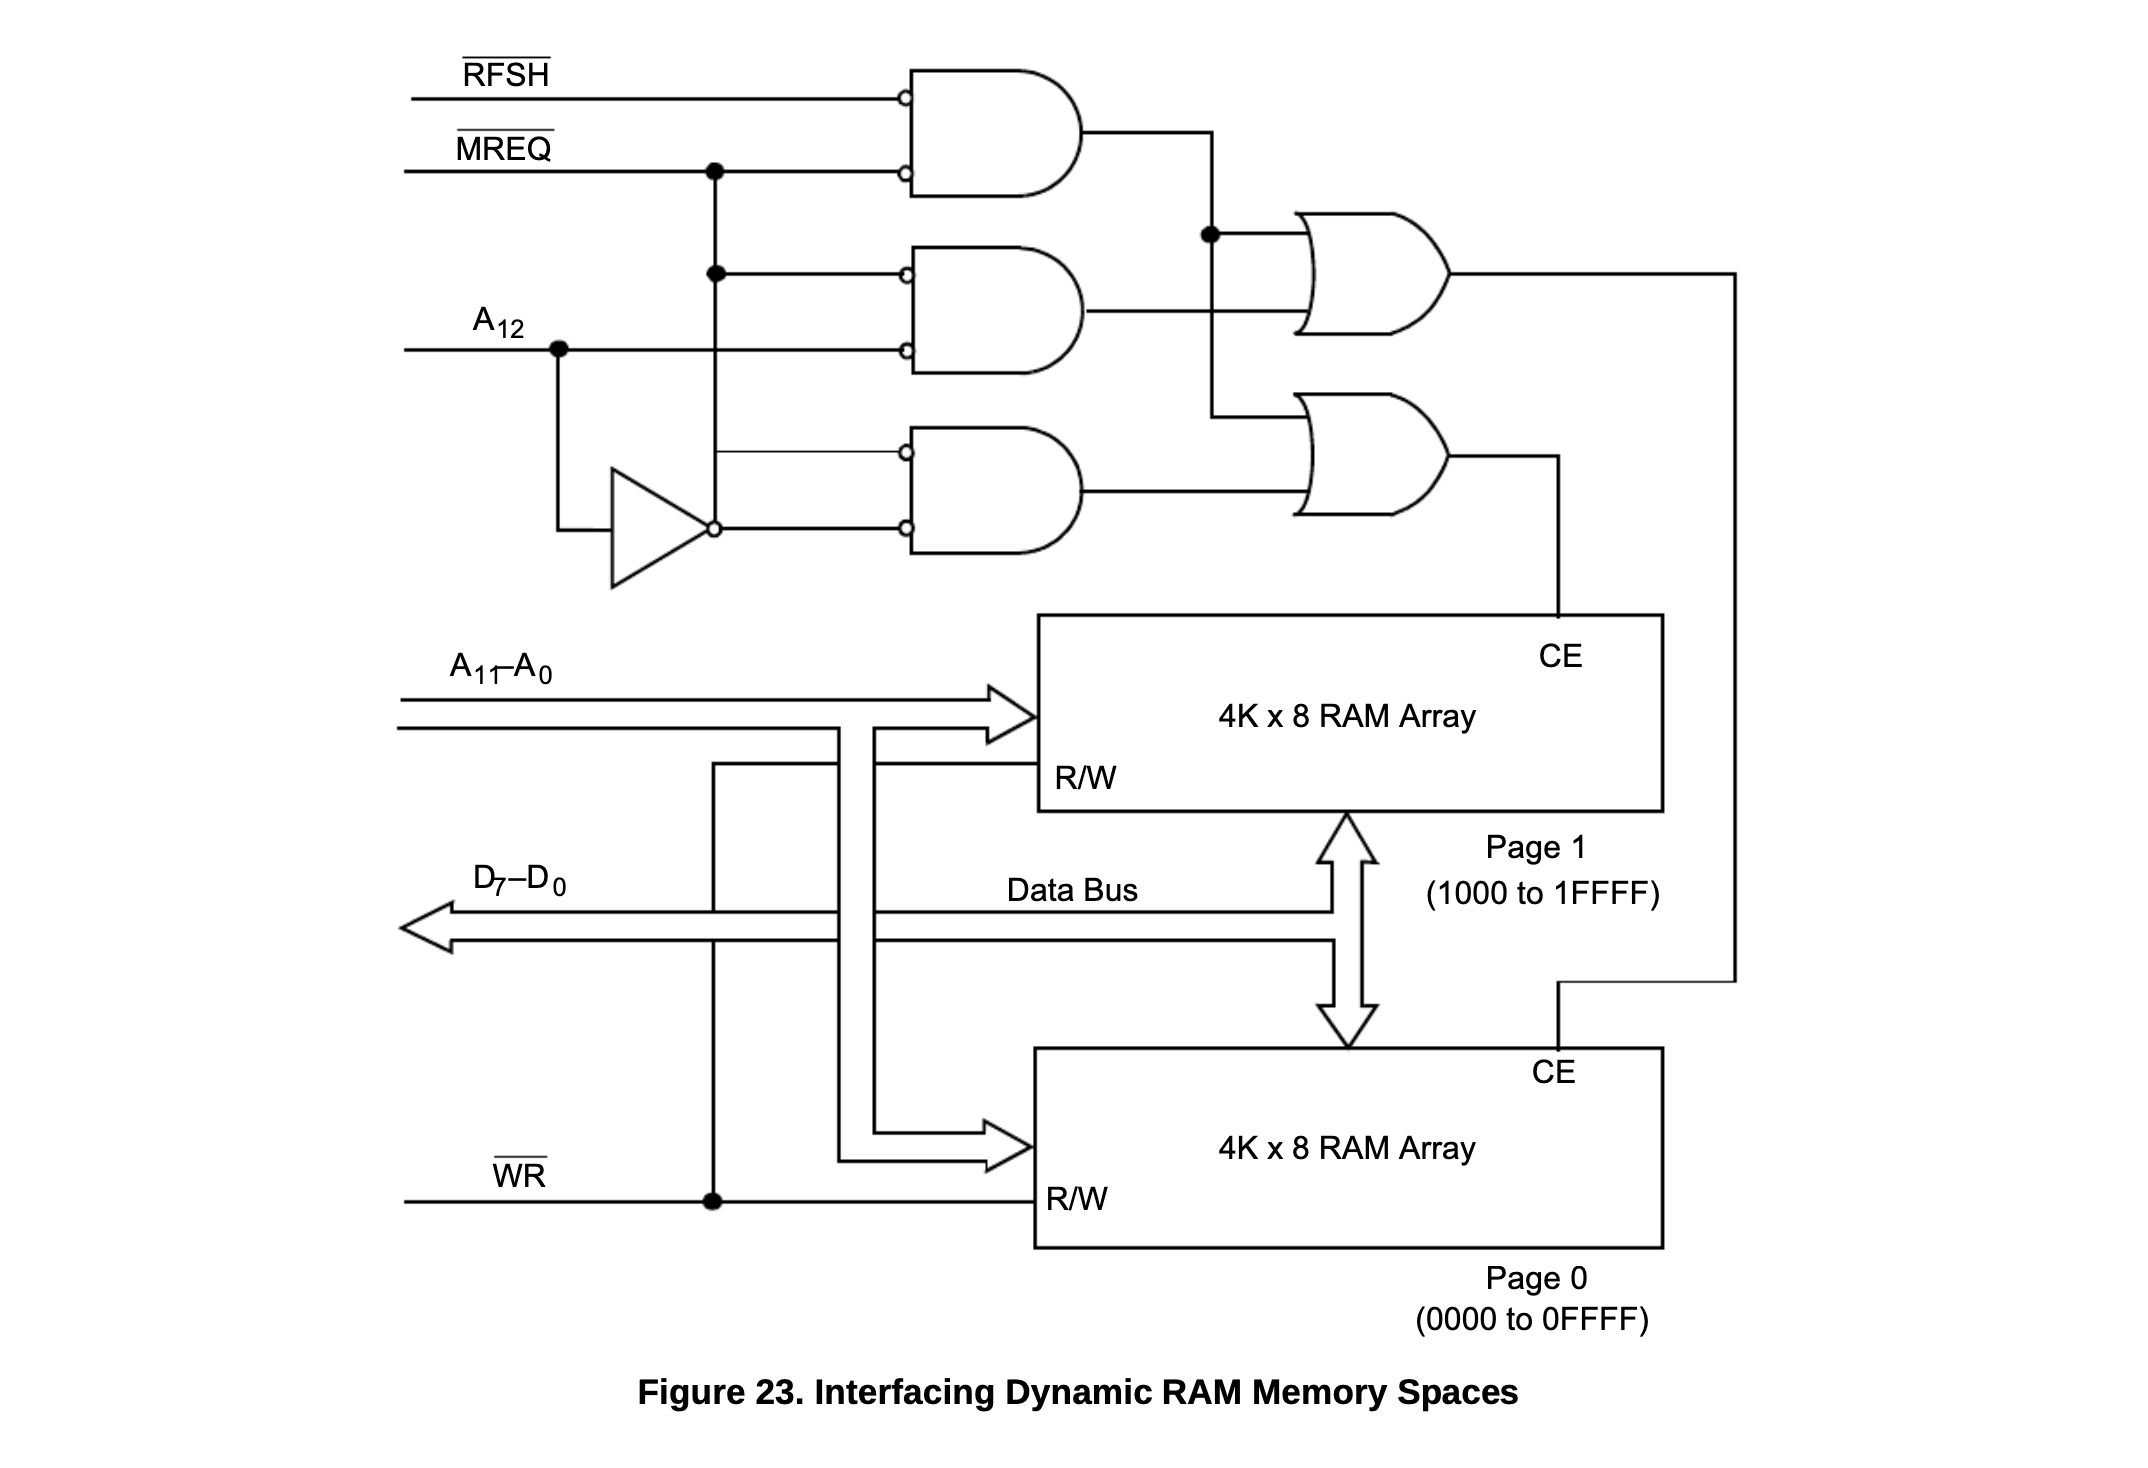 RFSH
MREQ
A12
A11–A0
CE
4K x 8 RAM Array
R/W
Page 1
(1000 to 1FFFF)
D7–D0
Data Bus
CE
4K x 8 RAM Array
WR
R/W
Page 0
(0000 to 0FFFF)
Figure 23. Interfacing Dynamic RAM Memory Spaces